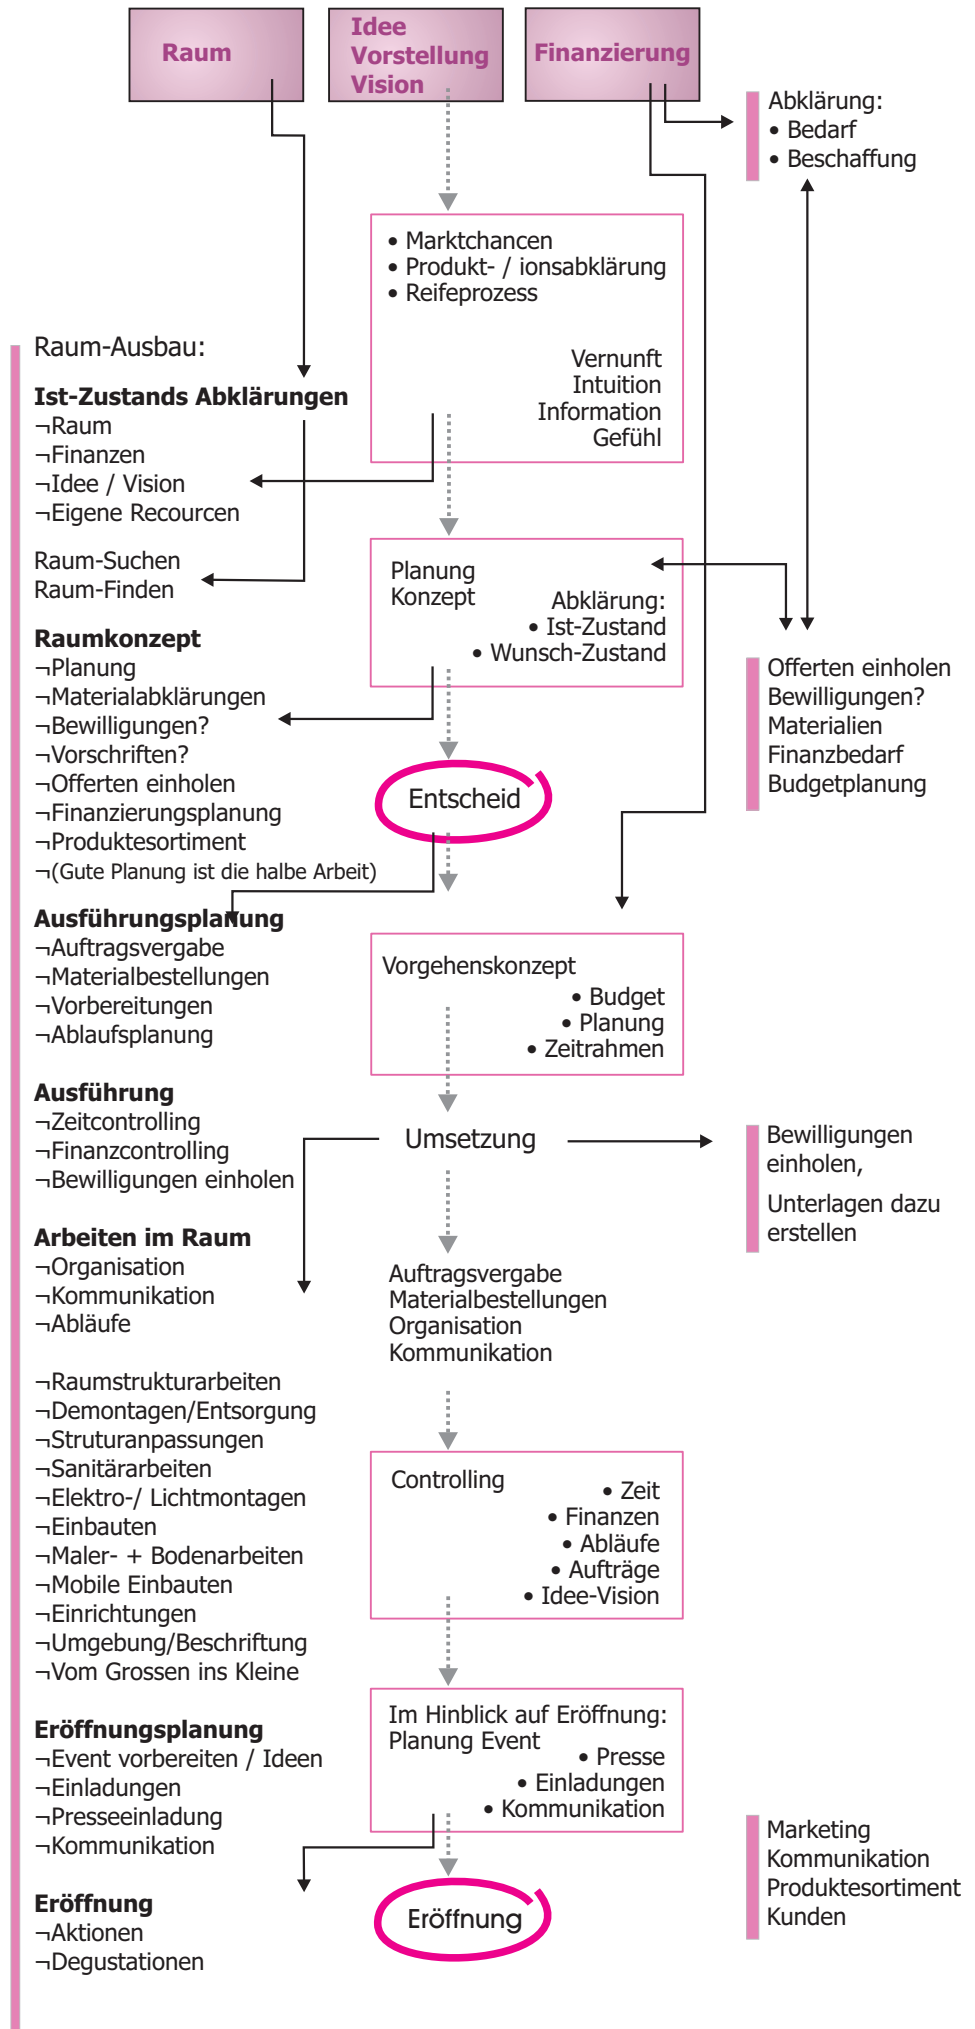 Raum
Idee
Vorstellung
Vision
Finanzierung
Abklärung:
• Bedarf
• Beschaffung
• Marktchancen
• Produkt- / ionsabklärung
• Reifeprozess
Vernunft
Intuition
Information
Gefühl
Raum-Ausbau:
Ist-Zustands Abklärungen
¬Raum
¬Finanzen
¬Idee / Vision
¬Eigene Recourcen
Raum-Suchen
Raum-Finden
Planung
Konzept
Abklärung:
• Ist-Zustand
• Wunsch-Zustand
Raumkonzept
¬Planung
¬Materialabklärungen
¬Bewilligungen?
¬Vorschriften?
¬Offerten einholen
¬Finanzierungsplanung
¬Produktesortiment
¬(Gute Planung ist die halbe Arbeit)
Offerten einholen
Bewilligungen?
Materialien
Finanzbedarf
Budgetplanung
Entscheid
Ausführungsplanung
¬Auftragsvergabe
¬Materialbestellungen
¬Vorbereitungen
¬Ablaufsplanung
Vorgehenskonzept
• Budget
• Planung
• Zeitrahmen
Ausführung
¬Zeitcontrolling
¬Finanzcontrolling
¬Bewilligungen einholen
Umsetzung
Bewilligungen
einholen,
Unterlagen dazu
erstellen
Arbeiten im Raum
¬Organisation
¬Kommunikation
¬Abläufe
Auftragsvergabe
Materialbestellungen
Organisation
Kommunikation
¬Raumstrukturarbeiten
¬Demontagen/Entsorgung
¬Struturanpassungen
¬Sanitärarbeiten
¬Elektro-/ Lichtmontagen
¬Einbauten
¬Maler- + Bodenarbeiten
¬Mobile Einbauten
¬Einrichtungen
¬Umgebung/Beschriftung
¬Vom Grossen ins Kleine
Controlling
• Zeit
• Finanzen
• Abläufe
• Aufträge
• Idee-Vision
Eröffnungsplanung
¬Event vorbereiten / Ideen
¬Einladungen
¬Presseeinladung
¬Kommunikation
Im Hinblick auf Eröffnung:
Planung Event
• Presse
• Einladungen
• Kommunikation
Marketing
Kommunikation
Produktesortiment
Kunden
Eröffnung
¬Aktionen
¬Degustationen
Eröffnung